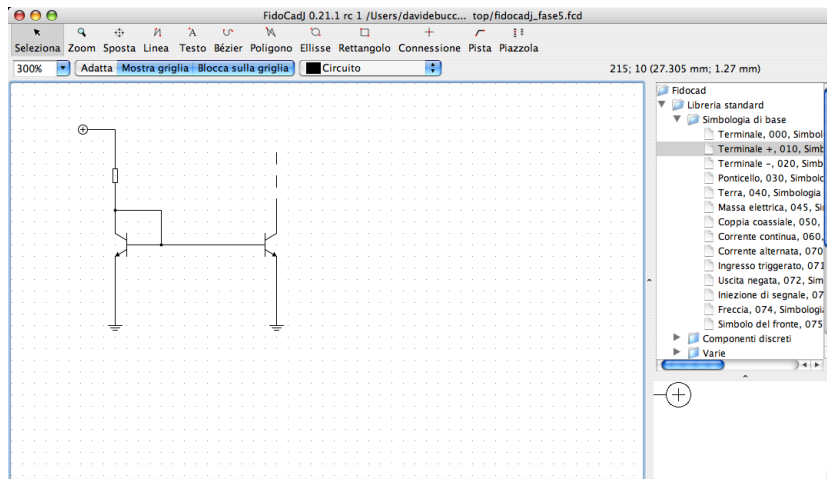 FidoCadJ 0.21.1 rc 1 /Users/davidebucc... top/fidocadj_fase5.fcd
Seleziona Zoom Sposta Linea Testo Bézier Poligono Ellisse Rettangolo Connessione Pista Piazzola
300% Adatta Mostra griglia Blocca sulla griglia Circuito 215; 10 (27.305 mm; 1.27 mm)
Fidocad
Libreria standard
Simbologia di base
Terminale, 000, Simbol
Terminale +, 010, Simb
Terminale –, 020, Simb
Ponticello, 030, Simbolo
Terra, 040, Simbologia
Massa elettrica, 045, Si
Coppia coassiale, 050,
Corrente continua, 060,
Corrente alternata, 070
Ingresso triggerato, 071
Uscita negata, 072, Sim
Iniezione di segnale, 07
Freccia, 074, Simbologi
Simbolo del fronte, 075
Componenti discreti
Varie